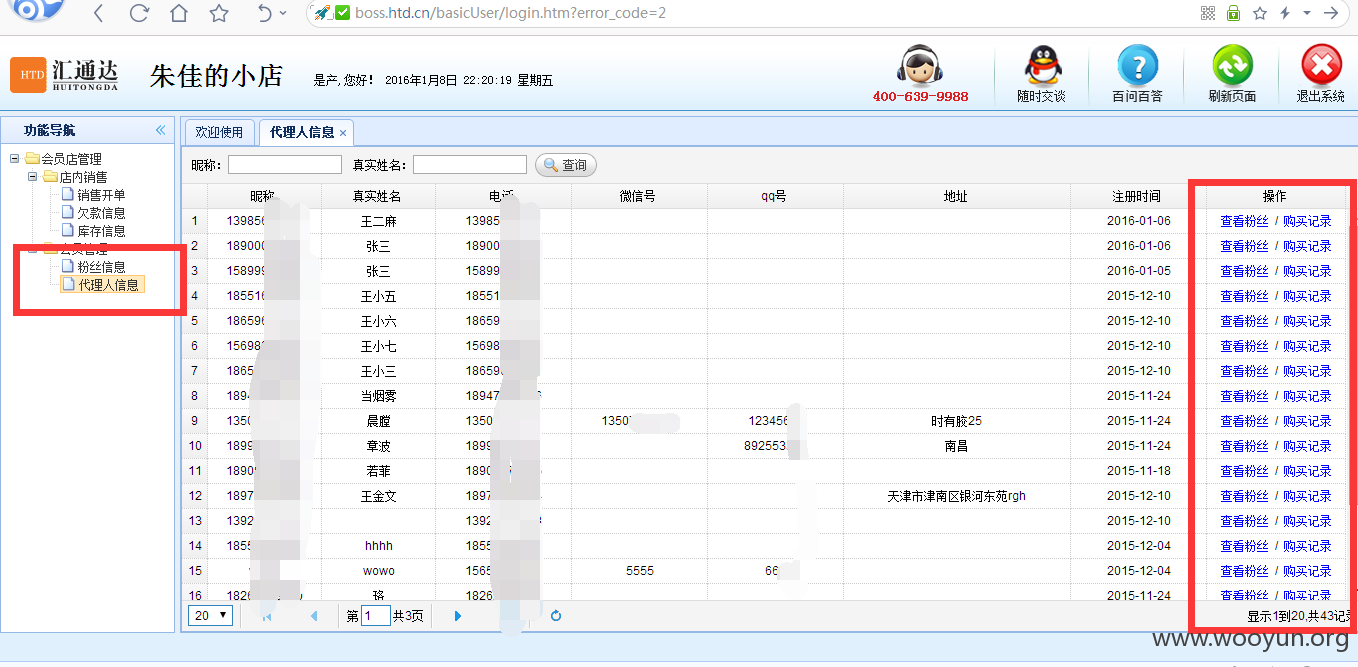 boss.htd.cn/basicUser/login.htm?error_code=2
HTD 汇通达 HUITONGDA 朱佳的小店 是产, 您好! 2016年1月8日 22:20:19 星期五
400-639-9988 随时交谈 百问百答 刷新页面 退出系统
功能导航
会员店管理
店内销售
销售开单
欠款信息
库存信息
会员管理
粉丝信息
代理人信息
欢迎使用 代理人信息 ×
昵称: 真实姓名: 查询
昵称 真实姓名 电话 微信号 qq号 地址 注册时间 操作
1 13985 王二麻 13985 2016-01-06 查看粉丝 / 购买记录
2 18900 张三 18900 2016-01-06 查看粉丝 / 购买记录
3 15899 张三 15899 2016-01-05 查看粉丝 / 购买记录
4 18551 王小五 18551 2015-12-10 查看粉丝 / 购买记录
5 18659 王小六 18659 2015-12-10 查看粉丝 / 购买记录
6 15698 王小七 15698 2015-12-10 查看粉丝 / 购买记录
7 1865 王小三 18659 2015-12-10 查看粉丝 / 购买记录
8 1894 当烟雾 18947 2015-11-24 查看粉丝 / 购买记录
9 1350 晨膛 1350 1350 123456 时有胶25 2015-11-24 查看粉丝 / 购买记录
10 1899 章波 1899 892553 南昌 2015-11-24 查看粉丝 / 购买记录
11 1890 若菲 1890 2015-11-18 查看粉丝 / 购买记录
12 1897 王金文 1897 天津市津南区银河东苑rgh 2015-12-10 查看粉丝 / 购买记录
13 1392 1392 2015-12-10 查看粉丝 / 购买记录
14 1855 hhhh 1855 2015-12-04 查看粉丝 / 购买记录
15 wowo 1565 5555 66 2015-12-04 查看粉丝 / 购买记录
16 1826 珞 1826 2015-12-04 查看粉丝 / 购买记录
20 第 1 共3页 显示1到20,共43记录
www.wooyun.org